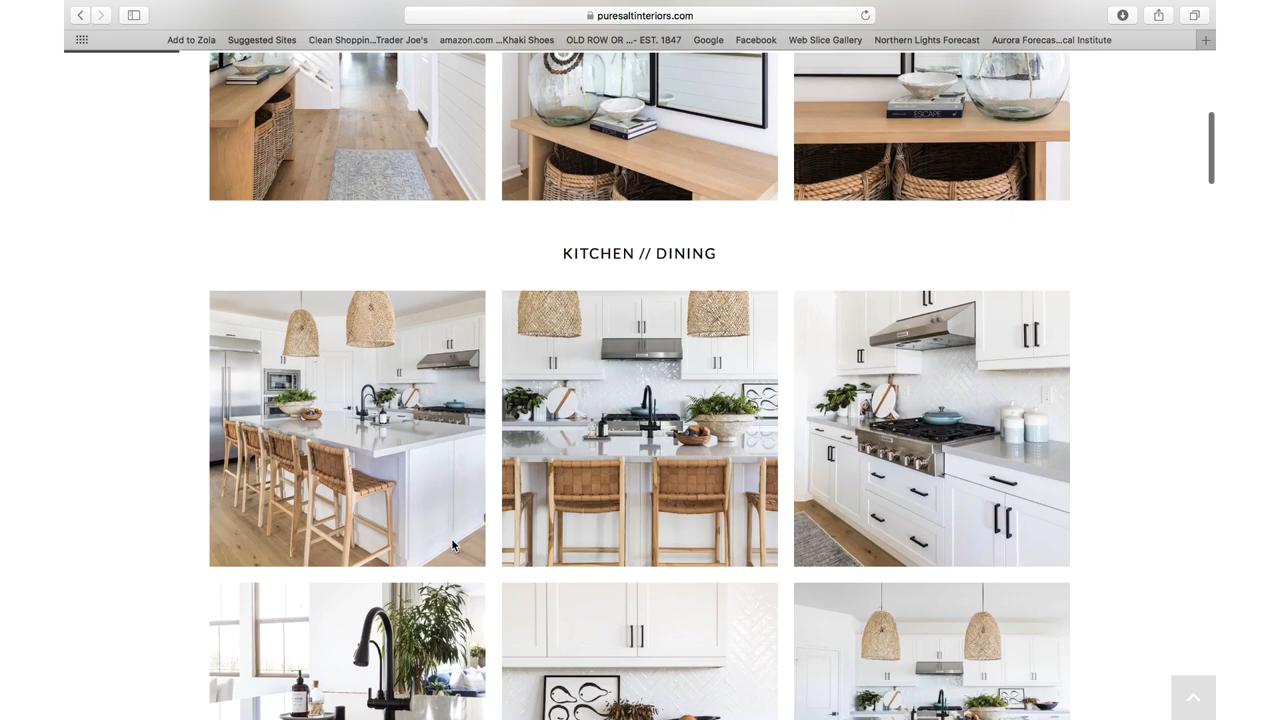 puresaltinteriors.com
Add to Zola Suggested Sites Clean Shoppin...Trader Joe's amazon.com ...Khaki Shoes OLD ROW OR ...- EST. 1847 Google Facebook Web Slice Gallery Northern Lights Forecast Aurora Forecas...cal Institute
ESCAPE
KITCHEN // DINING